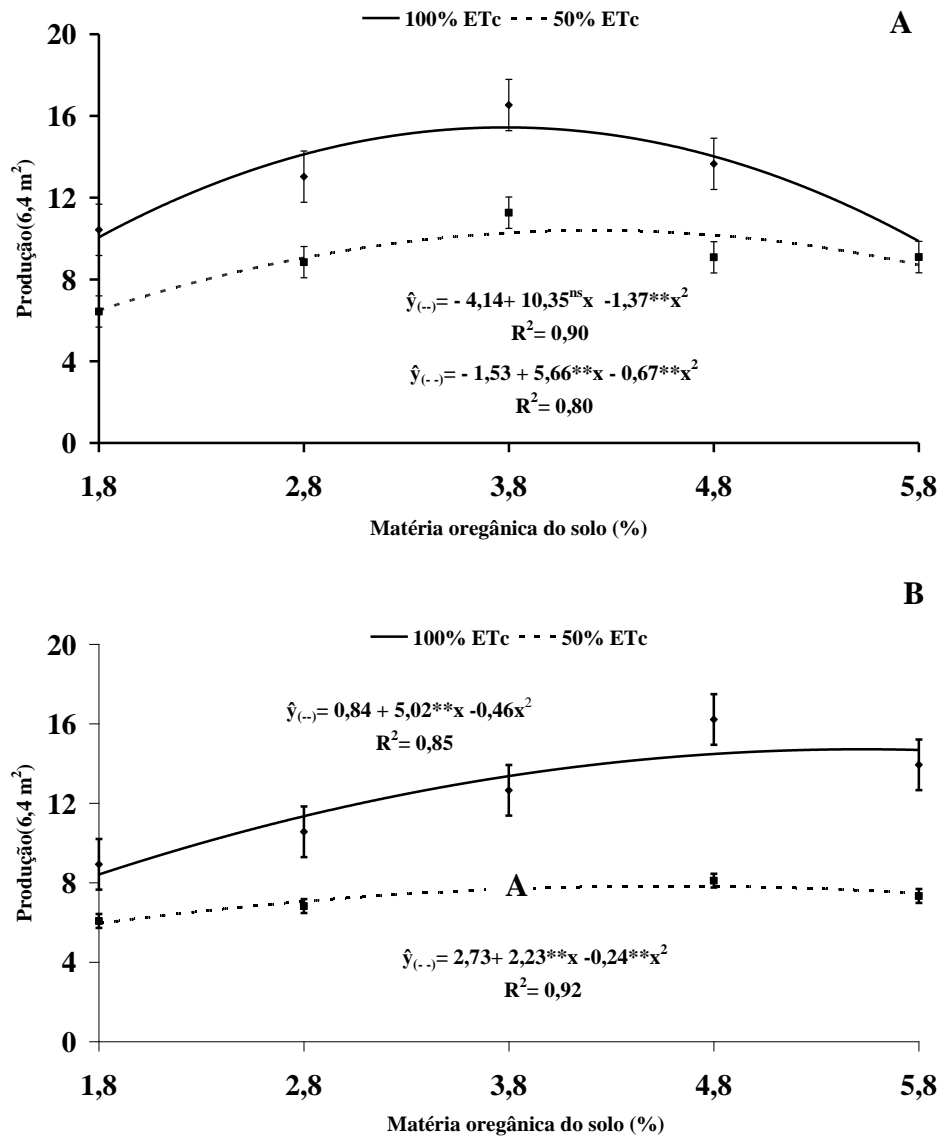 100% ETc 50% ETc
A
20
16
12
8
4
0
Produção(6,4 m²)
ŷ(--)= - 4,14+ 10,35ⁿˢx -1,37**x²
R²= 0,90
ŷ(- -)= - 1,53 + 5,66**x - 0,67**x²
R²= 0,80
1,8 2,8 3,8 4,8 5,8
Matéria oregânica do solo (%)
B
100% ETc 50% ETc
20
16
12
8
4
0
Produção(6,4 m²)
ŷ(--)= 0,84 + 5,02**x -0,46x²
R²= 0,85
A
ŷ(- -)= 2,73+ 2,23**x -0,24**x²
R²= 0,92
1,8 2,8 3,8 4,8 5,8
Matéria oregânica do solo (%)